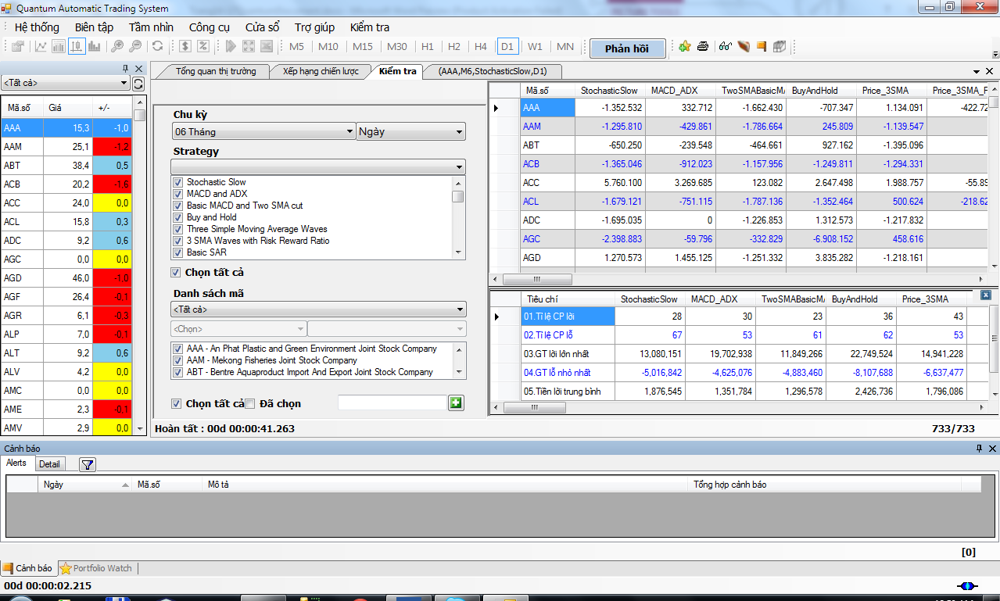 Quantum Automatic Trading System
Hệ thống Biên tập Tầm nhìn Công cụ Cửa sổ Trợ giúp Kiểm tra
M5 M10 M15 M30 H1 H2 H4 D1 W1 MN Phản hồi
<Tất cả>
Mã.số Giá +/-
AAA 15,3 -1,0
AAM 25,1 -1,2
ABT 38,4 0,5
ACB 20,2 -1,6
ACC 24,0 0,0
ACL 15,8 0,3
ADC 9,2 0,6
AGC 0,0 0,0
AGD 46,0 -1,0
AGF 26,4 -0,1
AGR 6,1 -0,3
ALP 7,0 -0,1
ALT 9,2 0,6
ALV 4,2 0,0
AMC 0,0 0,0
AME 2,3 -0,1
AMV 2,9 0,0
Tổng quan thị trường Xếp hạng chiến lược Kiểm tra (AAA,M6,StochasticSlow,D1)
Chu kỳ
06 Tháng Ngày
Strategy
Stochastic Slow
MACD and ADX
Basic MACD and Two SMA cut
Buy and Hold
Three Simple Moving Average Waves
3 SMA Waves with Risk Reward Ratio
Basic SAR
Chọn tất cả
Danh sách mã
<Tất cả>
<Chọn>
AAA - An Phat Plastic and Green Environment Joint Stock Company
AAM - Mekong Fisheries Joint Stock Company
ABT - Bentre Aquaproduct Import And Export Joint Stock Company
Chọn tất cả Đã chọn
Mã.số StochasticSlow MACD_ADX TwoSMABasicMA BuyAndHold Price_3SMA Price_3SMA_F
AAA -1.352.532 332.712 -1.662.430 -707.347 1.134.091 -422.72
AAM -1.295.810 -429.861 -1.786.664 245.809 -1.139.547
ABT -650.250 -239.548 -464.661 927.162 -1.395.096
ACB -1.365.046 -912.023 -1.157.956 -1.249.811 -1.294.331
ACC 5.760.100 3.269.685 123.082 2.647.498 1.988.757 -55.89
ACL -1.679.121 -751.115 -1.787.136 -1.352.464 500.624 -218.62
ADC -1.695.035 0 -1.226.853 1.312.573 -1.217.832
AGC -2.398.883 -59.796 -332.829 -6.908.152 458.616
AGD 1.270.573 1.455.125 -1.251.332 3.835.282 -1.218.161
Tiêu chí StochasticSlow MACD_ADX TwoSMABasicMA BuyAndHold Price_3SMA
01.Tỉ lệ CP lời 28 30 23 36 43
02.Tỉ lệ CP lỗ 67 53 61 62 53
03.GT lời lớn nhất 13,080,151 19,702,938 11,849,266 22,749,524 14,941,228
04.GT lỗ nhỏ nhất -5,016,842 -4,625,076 -4,883,460 -8,107,688 -6,637,477
05.Tiền lời trung bình 1,876,545 1,351,784 1,296,578 2,426,736 1,796,086
Hoàn tất : 00d 00:00:41.263 733/733
Cảnh báo
Alerts Detail
Ngày Mã.số Mô tả Tổng hợp cảnh báo
[0]
Cảnh báo Portfolio Watch
00d 00:00:02.215